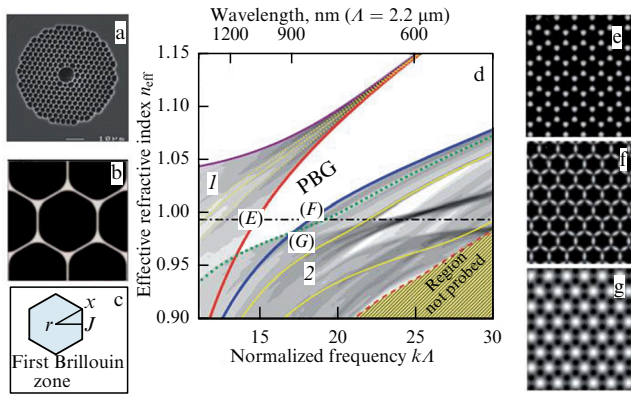 Wavelength, nm (Λ = 2.2 μm)
1200
900
600
a
10μm
b
c
r
x
J
First Brillouin
zone
Effective refractive index n_eff
1.15
1.10
1.05
1.00
0.95
0.90
d
1
PBG
(E)
(F)
(G)
2
Region
not probed
15
20
25
30
Normalized frequency kΛ
e
f
g